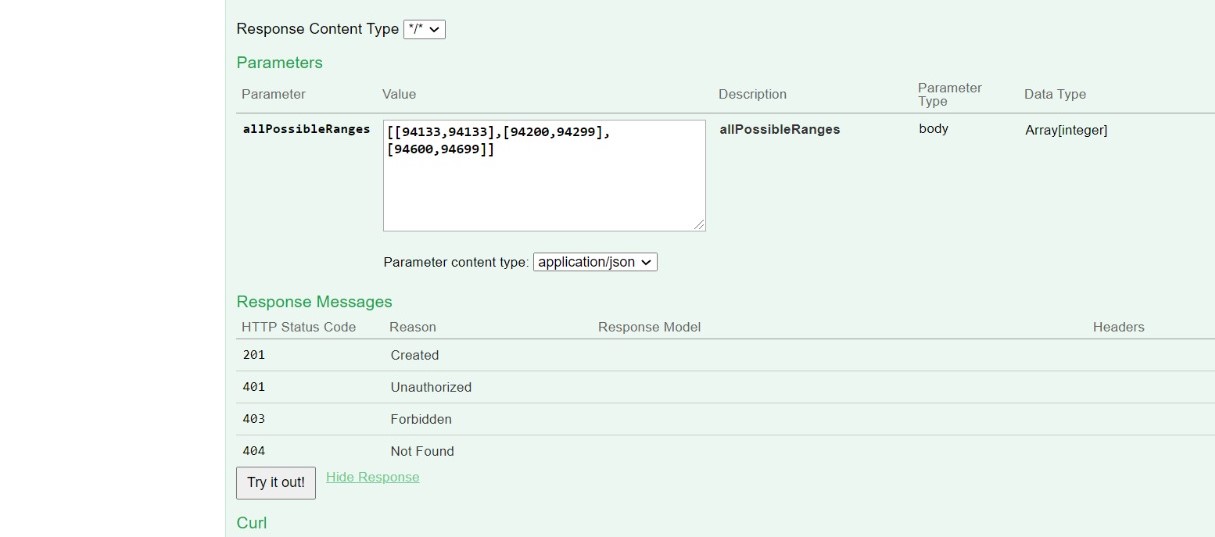 Response Content Type */*
Parameters
Parameter Value Description Parameter Type Data Type
allPossibleRanges [[94133,94133],[94200,94299], allPossibleRanges body Array[integer]
[94600,94699]]
Parameter content type: application/json
Response Messages
HTTP Status Code Reason Response Model Headers
201 Created
401 Unauthorized
403 Forbidden
404 Not Found
Try it out! Hide Response
Curl